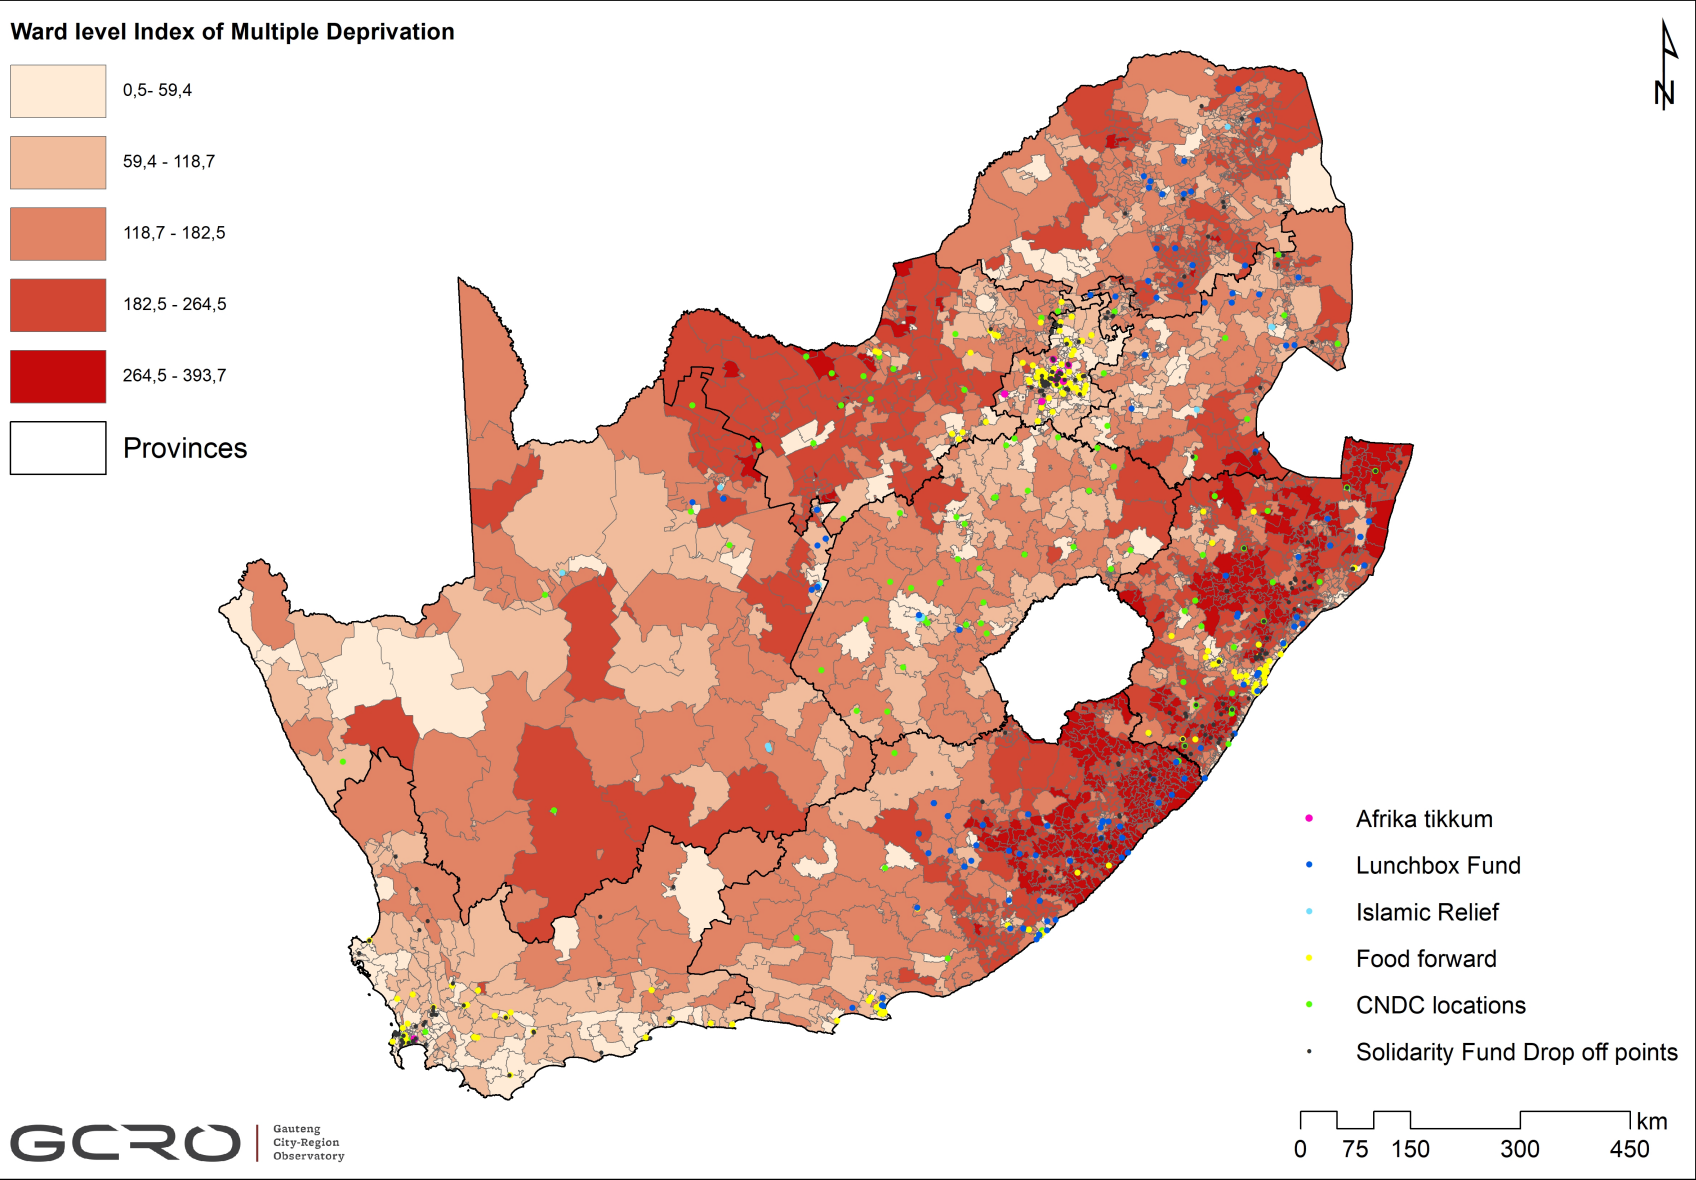 Ward level Index of Multiple Deprivation
0,5- 59,4
59,4 - 118,7
118,7 - 182,5
182,5 - 264,5
264,5 - 393,7
Provinces
N
Afrika tikkum
Lunchbox Fund
Islamic Relief
Food forward
CNDC locations
Solidarity Fund Drop off points
km
0 75 150 300 450
GCRO
Gauteng
City-Region
Observatory